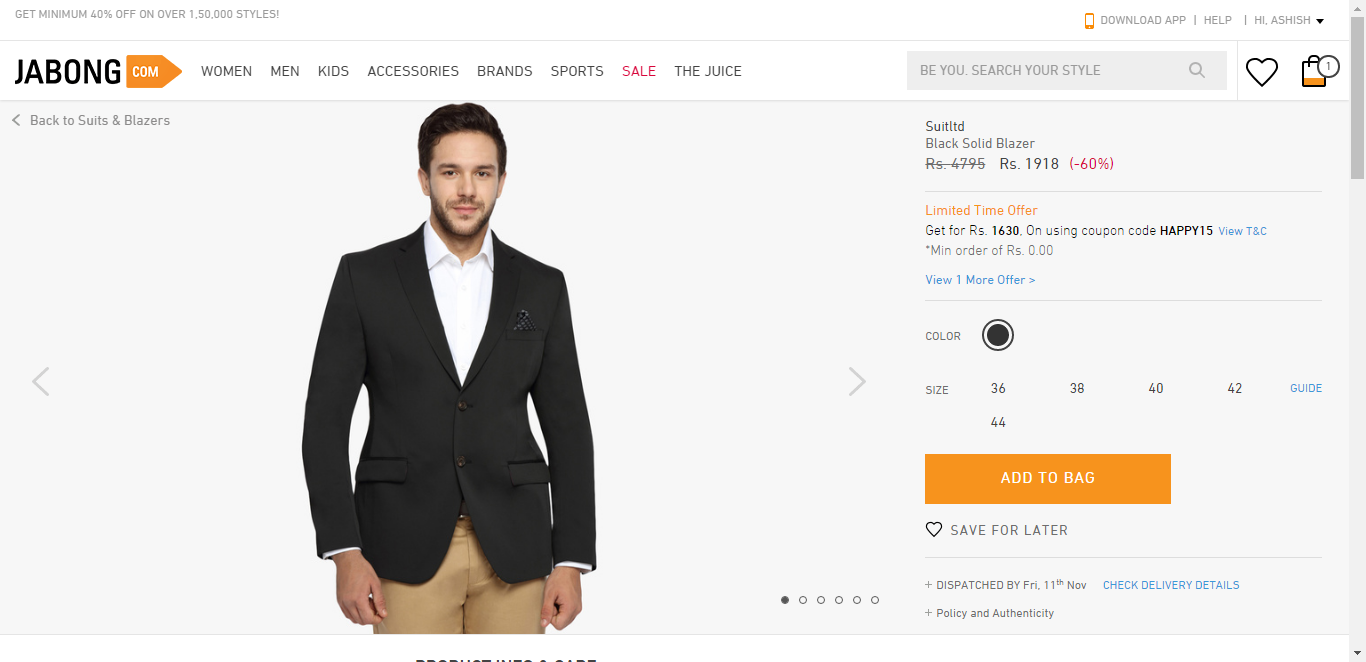 GET MINIMUM 40% OFF ON OVER 1,50,000 STYLES!
DOWNLOAD APP | HELP | HI, ASHISH
JABONG COM
WOMEN MEN KIDS ACCESSORIES BRANDS SPORTS SALE THE JUICE
BE YOU. SEARCH YOUR STYLE
1
Back to Suits & Blazers
Suitltd
Black Solid Blazer
Rs. 4795 Rs. 1918 (-60%)
Limited Time Offer
Get for Rs. 1630, On using coupon code HAPPY15 View T&C
*Min order of Rs. 0.00
View 1 More Offer >
COLOR
SIZE 36 38 40 42 GUIDE
44
ADD TO BAG
SAVE FOR LATER
+ DISPATCHED BY Fri, 11th Nov CHECK DELIVERY DETAILS
+ Policy and Authenticity
PRODUCT INFO & CARE